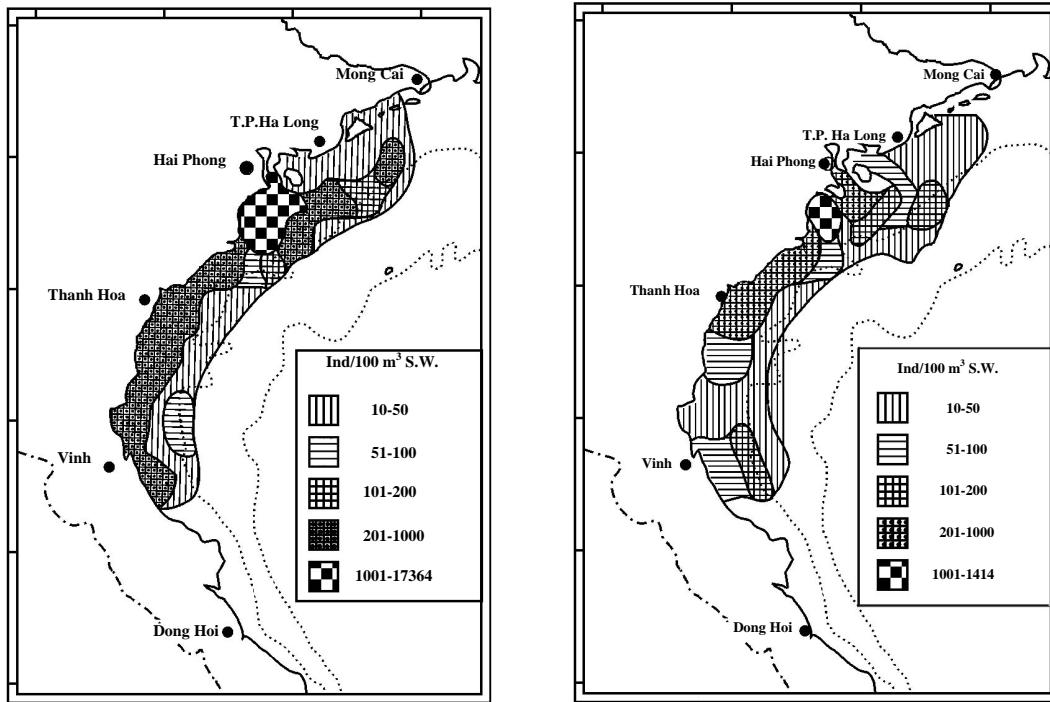 Mong Cai
T.P.Ha Long
Hai Phong
Thanh Hoa
Ind/100 m³ S.W.
10-50
51-100
101-200
201-1000
1001-17364
Vinh
Dong Hoi
Mong Cai
T.P. Ha Long
Hai Phong
Thanh Hoa
Ind/100 m³ S.W.
10-50
51-100
101-200
201-1000
1001-1414
Vinh
Dong Hoi